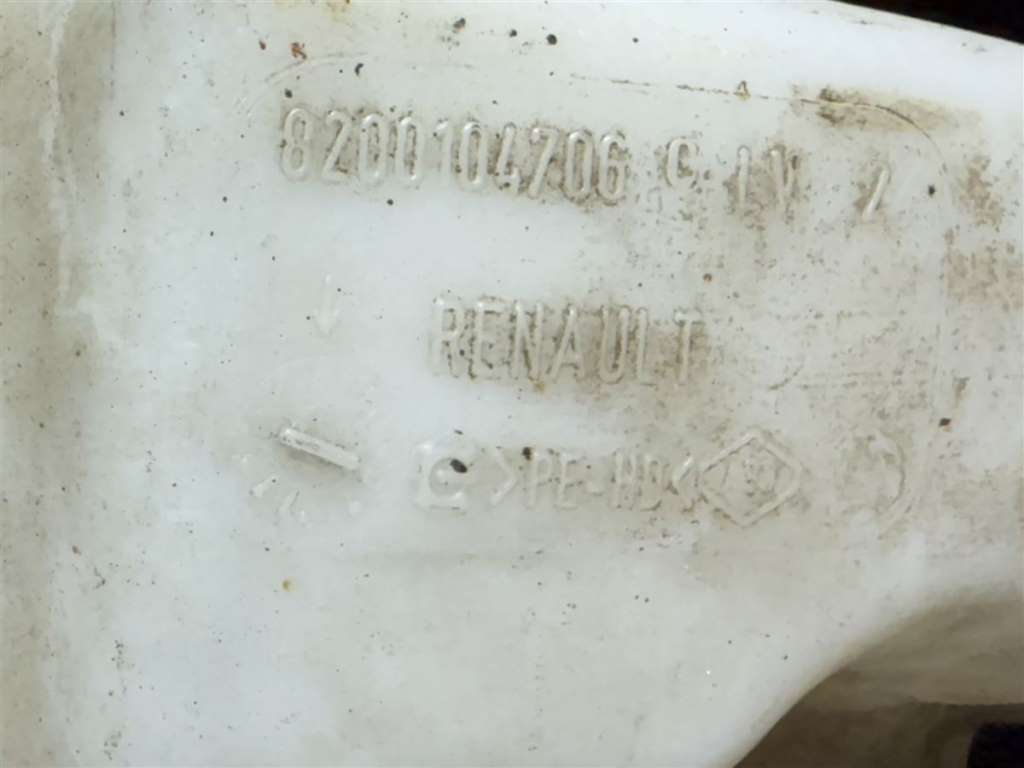 8200104706 C
RENAULT
C >PE-HD<